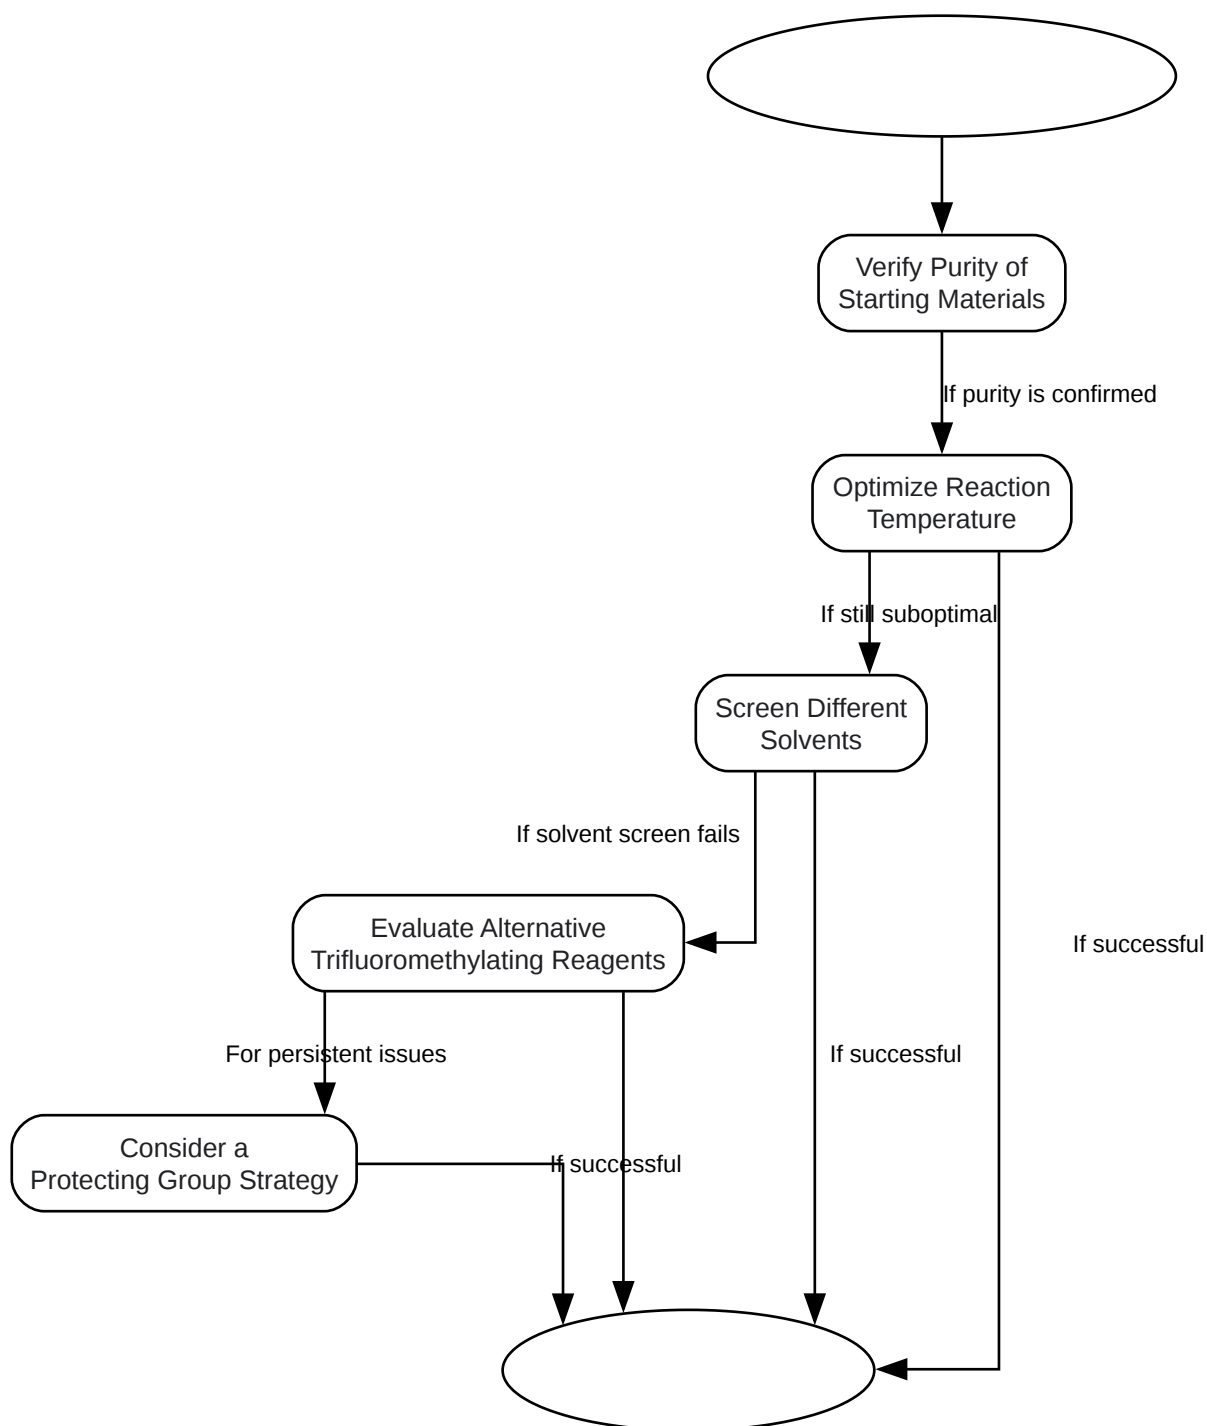 Verify Purity of
Starting Materials
If purity is confirmed
Optimize Reaction
Temperature
If still suboptimal
Screen Different
Solvents
If solvent screen fails
Evaluate Alternative
Trifluoromethylating Reagents
If successful
For persistent issues
If successful
Consider a
Protecting Group Strategy
If successful